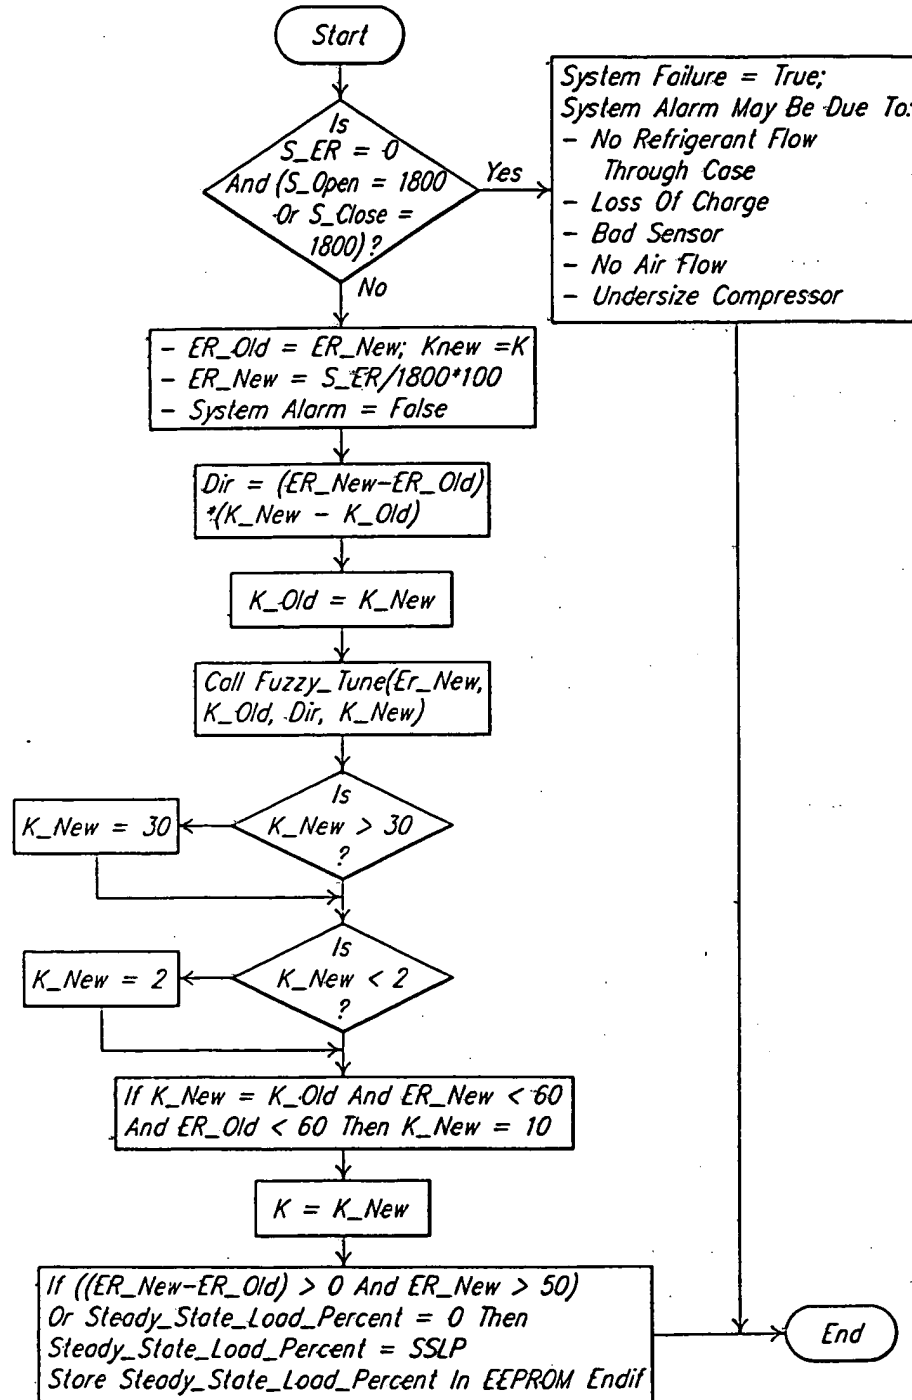 Start
Is
S_ER = 0
And (S_Open = 1800
Or S_Close =
1800)?
Yes
System Failure = True;
System Alarm May Be Due To:
- No Refrigerant Flow
Through Case
- Loss Of Charge
- Bad Sensor
- No Air Flow
- Undersize Compressor
No
- ER_Old = ER_New; Knew =K
- ER_New = S_ER/1800*100
- System Alarm = False
Dir = (ER_New-ER_Old)
*(K_New - K_Old)
K_Old = K_New
Call Fuzzy_Tune(Er_New,
K_Old, Dir, K_New)
Is
K_New > 30
?
K_New = 30
Is
K_New < 2
?
K_New = 2
If K_New = K_Old And ER_New < 60
And ER_Old < 60 Then K_New = 10
K = K_New
If ((ER_New-ER_Old) > 0 And ER_New > 50)
Or Steady_State_Load_Percent = 0 Then
Steady_State_Load_Percent = SSLP
Store Steady_State_Load_Percent In EEPROM Endif
End